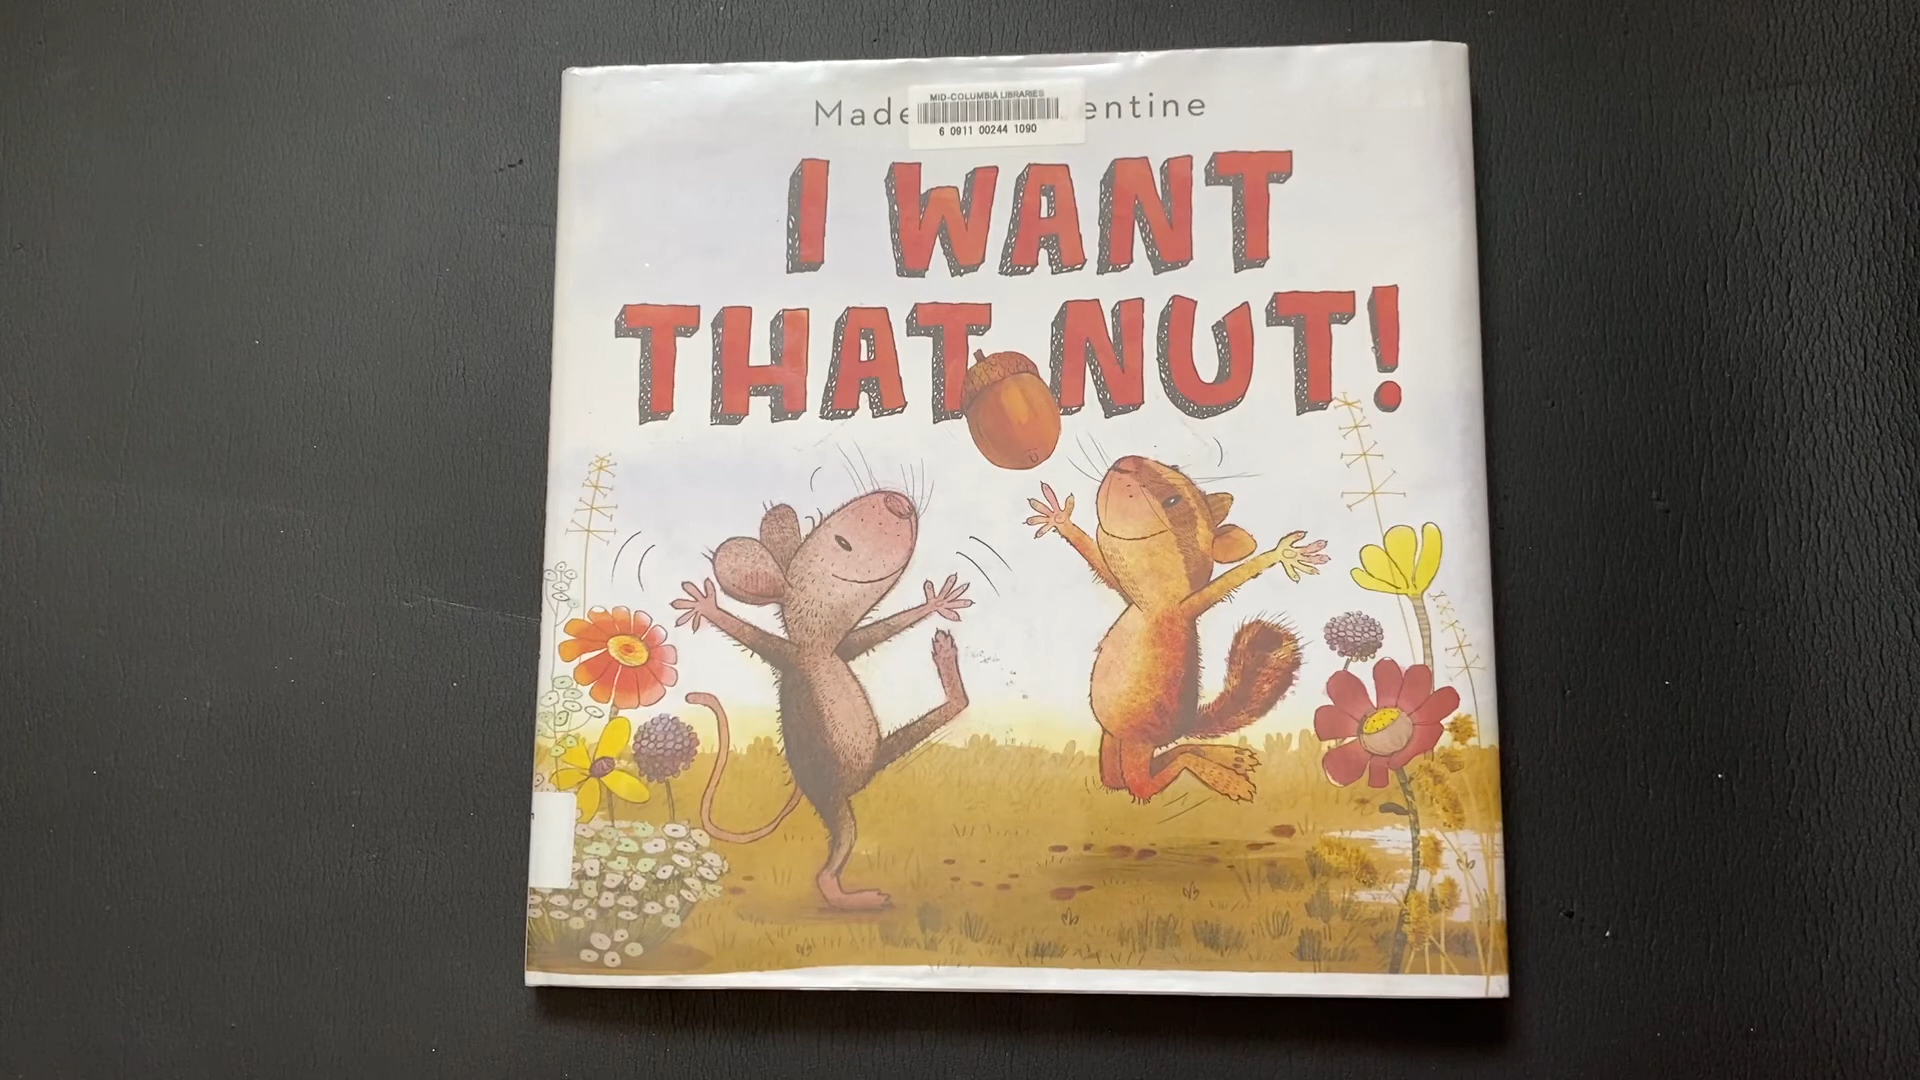 MID-COLUMBIA LIBRARIES
Made entine
6 0911 00244 1090
I WANT
THAT NUT!